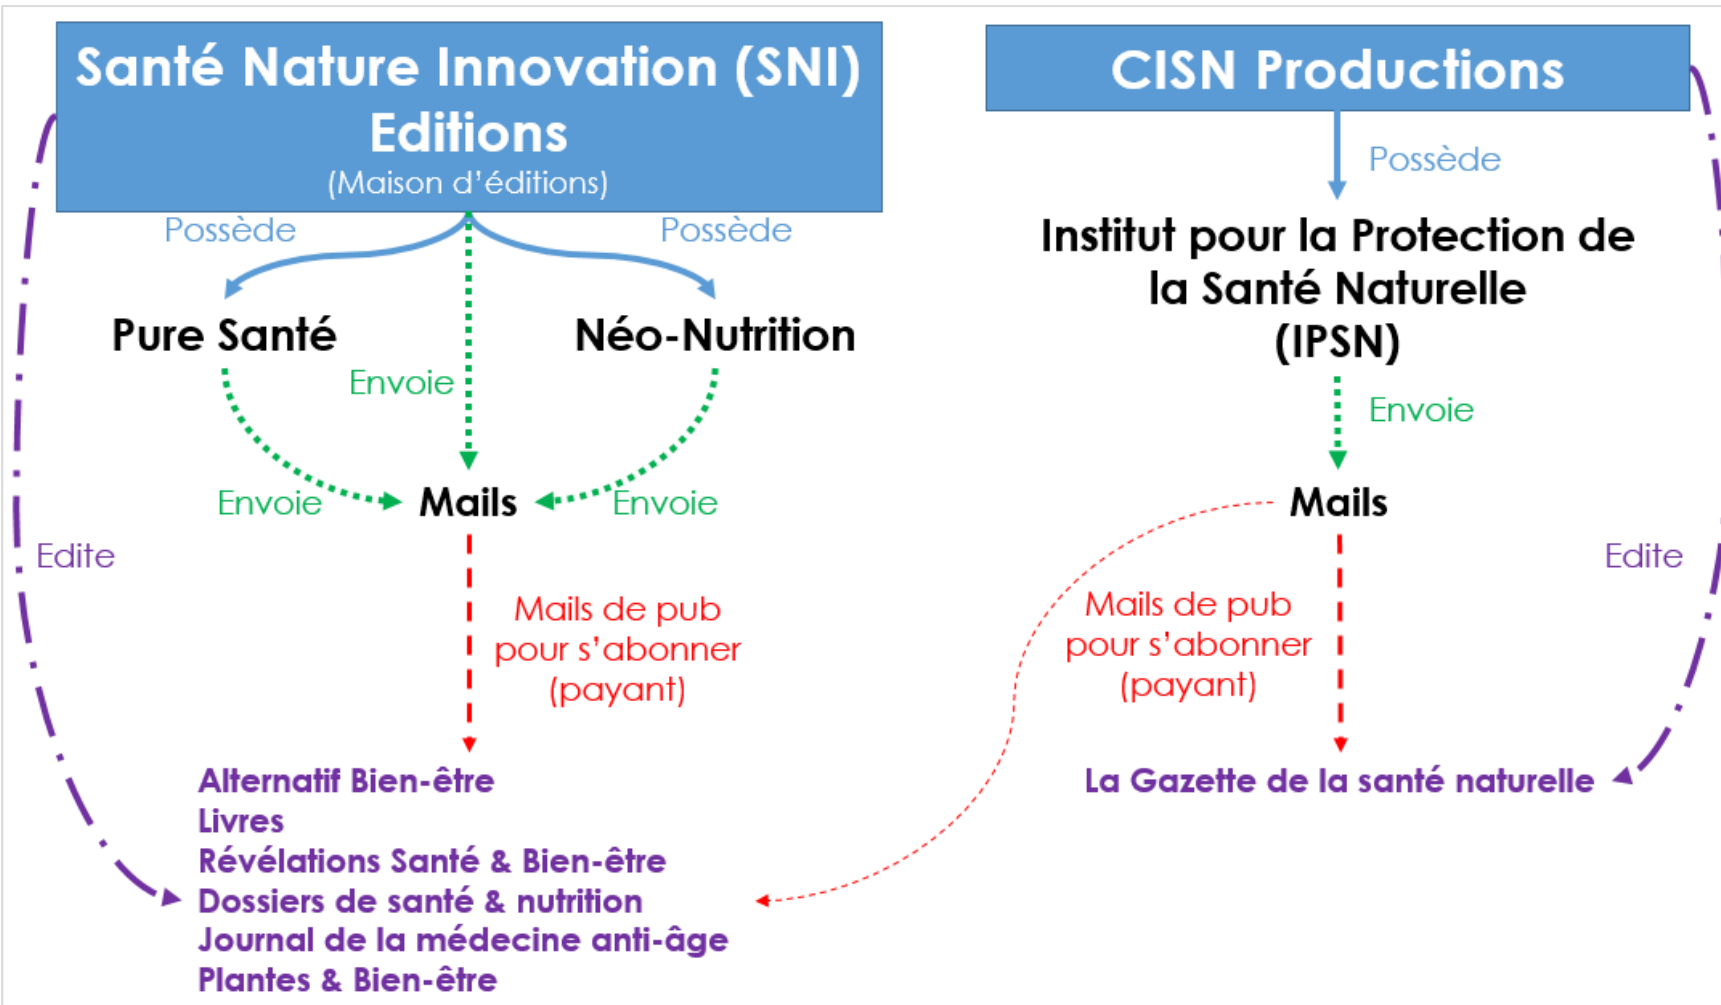 Santé Nature Innovation (SNI)
Editions
(Maison d'éditions)
Possède
Possède
Pure Santé
Néo-Nutrition
Envoie
Envoie
Mails
Envoie
Edite
Mails de pub
pour s'abonner
(payant)
Alternatif Bien-être
Livres
Révélations Santé & Bien-être
Dossiers de santé & nutrition
Journal de la médecine anti-âge
Plantes & Bien-être
CISN Productions
Possède
Institut pour la Protection de
la Santé Naturelle
(IPSN)
Envoie
Mails
Edite
Mails de pub
pour s'abonner
(payant)
La Gazette de la santé naturelle